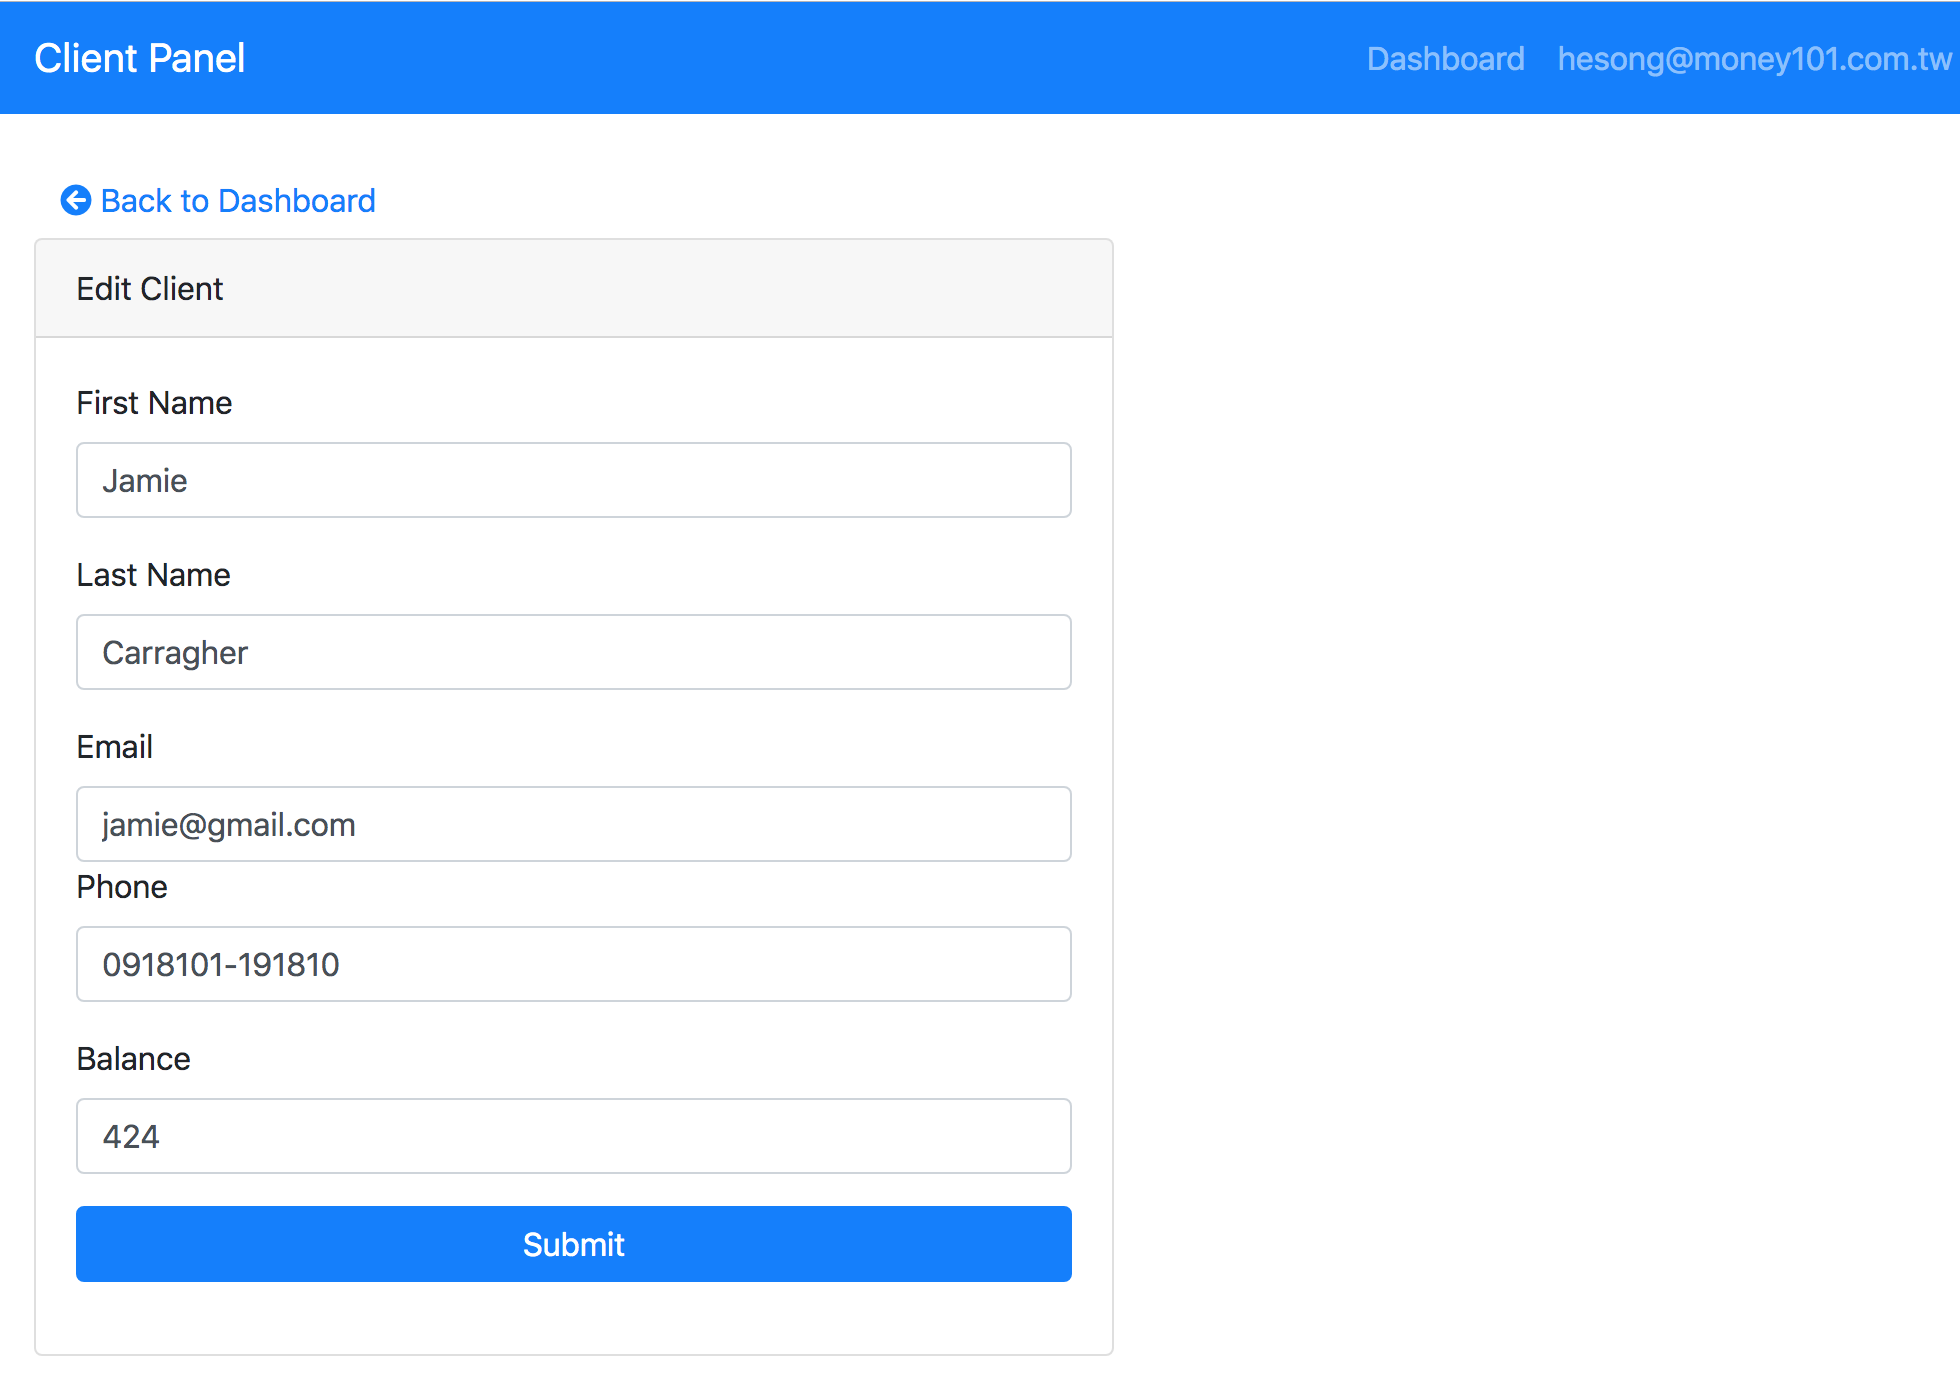 Client Panel
Dashboard hesong@money101.com.tw
Back to Dashboard
Edit Client
First Name
Jamie
Last Name
Carragher
Email
jamie@gmail.com
Phone
0918101-191810
Balance
424
Submit